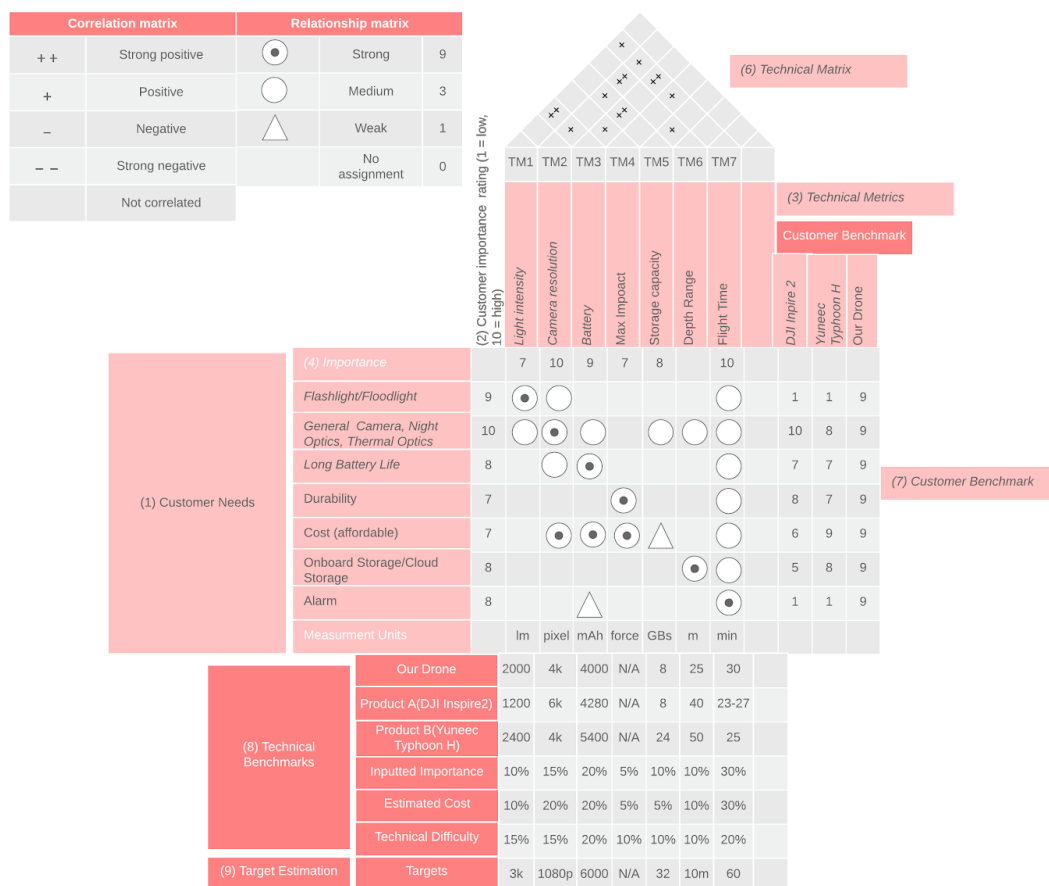 Correlation matrix Relationship matrix
+ + Strong positive Strong 9
+ Positive Medium 3
– Negative Weak 1
– – Strong negative No assignment 0
Not correlated
(6) Technical Matrix
(2) Customer importance rating (1 = low,
10 = high)
TM1 TM2 TM3 TM4 TM5 TM6 TM7
(3) Technical Metrics
Customer Benchmark
Light intensity
Camera resolution
Battery
Max Impoact
Storage capacity
Depth Range
Flight Time
DJI Inpire 2
Yuneec
Typhoon H
Our Drone
(1) Customer Needs
(4) Importance 7 10 9 7 8 10
Flashlight/Floodlight 9 1 1 9
General Camera, Night
Optics, Thermal Optics 10 10 8 9
Long Battery Life 8 7 7 9
(7) Customer Benchmark
Durability 7 8 7 9
Cost (affordable) 7 6 9 9
Onboard Storage/Cloud
Storage 8 5 8 9
Alarm 8 1 1 9
Measurment Units lm pixel mAh force GBs m min
(8) Technical
Benchmarks
Our Drone 2000 4k 4000 N/A 8 25 30
Product A(DJI Inspire2) 1200 6k 4280 N/A 8 40 23-27
Product B(Yuneec
Typhoon H) 2400 4k 5400 N/A 24 50 25
Inputted Importance 10% 15% 20% 5% 10% 10% 30%
Estimated Cost 10% 20% 20% 5% 5% 10% 30%
Technical Difficulty 15% 15% 20% 10% 10% 10% 20%
(9) Target Estimation Targets 3k 1080p 6000 N/A 32 10m 60